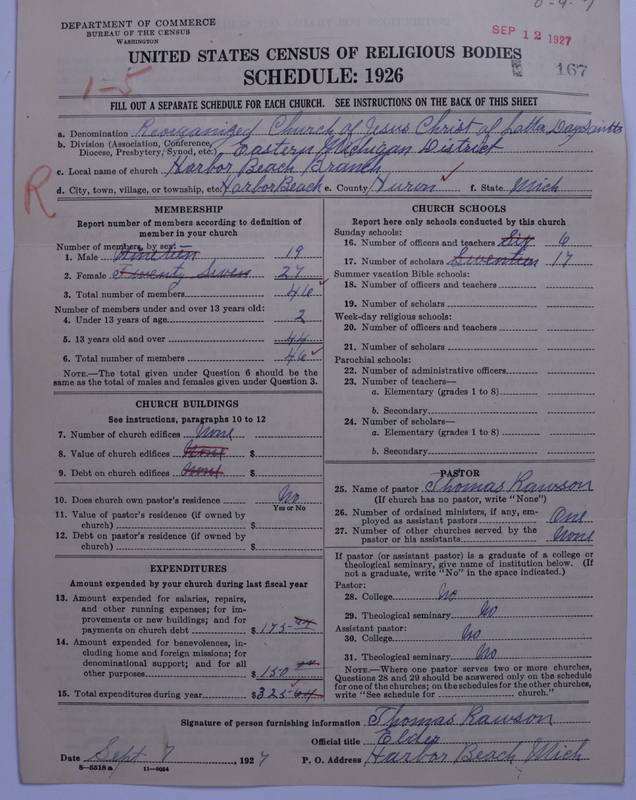 DEPARTMENT OF COMMERCE
BUREAU OF THE CENSUS
WASHINGTON
SEP 12 1927
167
UNITED STATES CENSUS OF RELIGIOUS BODIES
SCHEDULE: 1926
1-5
FILL OUT A SEPARATE SCHEDULE FOR EACH CHURCH. SEE INSTRUCTIONS ON THE BACK OF THIS SHEET
a. Denomination Reorganized Church of Jesus Christ of Latter Day Saints
b. Division (Association, Conference, Diocese, Presbytery, Synod, etc.) Eastern Michigan District
c. Local name of church Harbor Beach Branch
R
d. City, town, village, or township, etc. Harbor Beach e. County Huron f. State Mich
MEMBERSHIP
Report number of members according to definition of
member in your church
Number of members, by sex:—
1. Male Nineteen 19
2. Female Twenty Seven 27
3. Total number of members 46
Number of members under and over 13 years old:
4. Under 13 years of age 2
5. 13 years old and over 44
6. Total number of members 46
NOTE.—The total given under Question 6 should be
same as the total of males and females given under Question 3.
CHURCH BUILDINGS
See instructions, paragraphs 10 to 12
7. Number of church edifices None
8. Value of church edifices None $
9. Debt on church edifices None $
10. Does church own pastor's residence No
Yes or No
11. Value of pastor's residence (if owned by
church) $
12. Debt on pastor's residence (if owned by
church) $
EXPENDITURES
Amount expended by your church during last fiscal year
13. Amount expended for salaries, repairs,
and other running expenses; for im-
provements or new buildings; and for
payments on church debt $ 175-
14. Amount expended for benevolences, in-
cluding home and foreign missions; for
denominational support; and for all
other purposes $ 150
15. Total expenditures during year $ 325-
CHURCH SCHOOLS
Report here only schools conducted by this church
Sunday schools:
16. Number of officers and teachers Six 6
17. Number of scholars Seventeen 17
Summer vacation Bible schools:
18. Number of officers and teachers
19. Number of scholars
Week-day religious schools:
20. Number of officers and teachers
21. Number of scholars
Parochial schools:
22. Number of administrative officers
23. Number of teachers—
a. Elementary (grades 1 to 8)
b. Secondary
24. Number of scholars—
a. Elementary (grades 1 to 8)
b. Secondary
PASTOR
25. Name of pastor Thomas Rawson
(If church has no pastor, write "None")
26. Number of ordained ministers, if any, em-
ployed as assistant pastors One
27. Number of other churches served by the
pastor or his assistants None
If pastor (or assistant pastor) is a graduate of a college or
theological seminary, give name of institution below. (If
not a graduate, write "No" in the space indicated.)
Pastor:
28. College No
29. Theological seminary No
Assistant pastor:
30. College No
31. Theological seminary No
NOTE.—Where one pastor serves two or more churches,
Questions 28 and 29 should be answered only on the schedule
for one of the churches; on the schedules for the other churches,
write "See schedule for church."
Signature of person furnishing information Thomas Rawson
Official title Elder
Date Sept 7, 1927 P. O. Address Harbor Beach Mich
8-5518a 11-9054